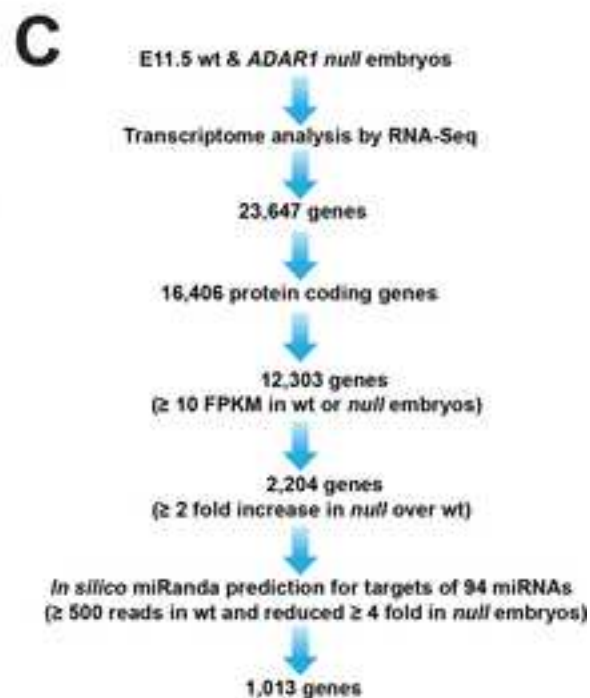 C
E11.5 wt & ADAR1 null embryos
Transcriptome analysis by RNA-Seq
23,647 genes
16,406 protein coding genes
12,303 genes
(≥ 10 FPKM in wt or null embryos)
2,204 genes
(≥ 2 fold increase in null over wt)
In silico miRanda prediction for targets of 94 miRNAs
(≥ 500 reads in wt and reduced ≥ 4 fold in null embryos)
1,013 genes